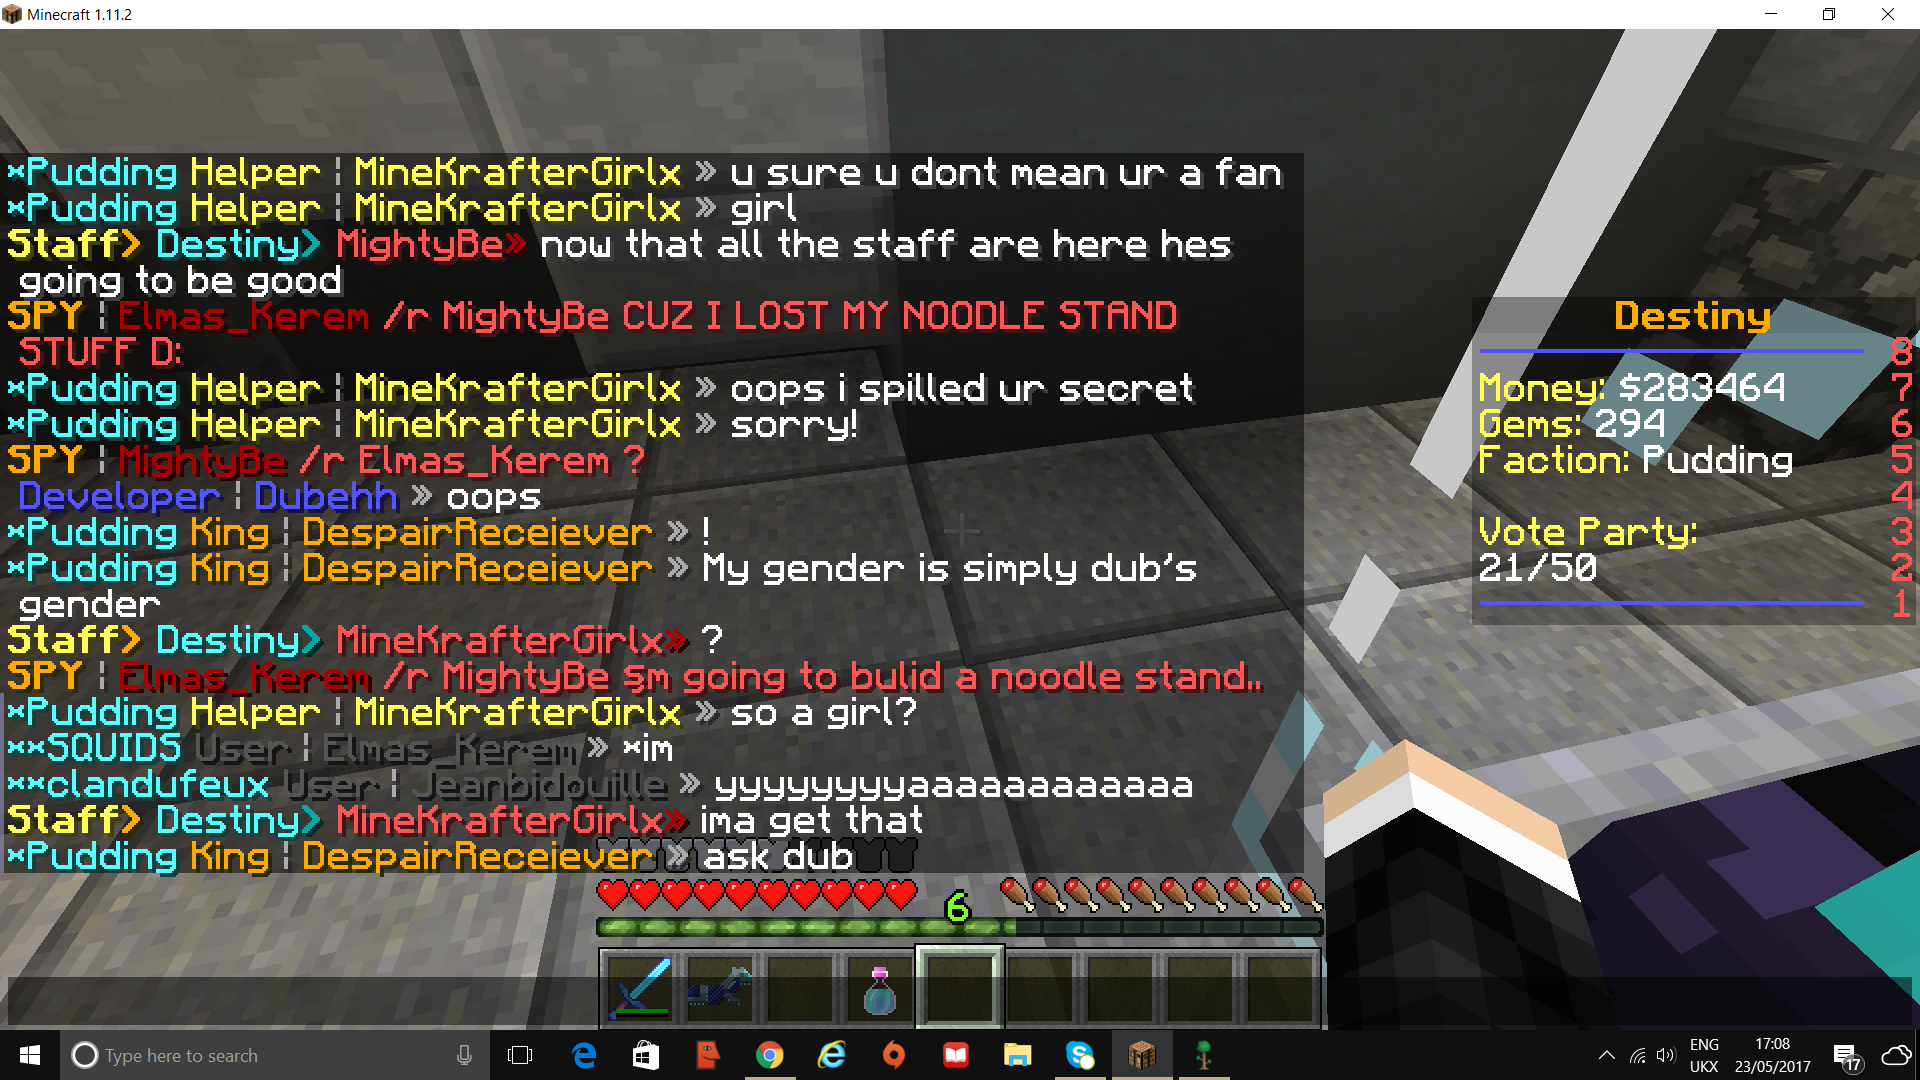 Minecraft 1.11.2
×Pudding Helper ¦ MineKrafterGirlx » u sure u dont mean ur a fan
×Pudding Helper ¦ MineKrafterGirlx » girl
Staff> Destiny> MightyBe» now that all the staff are here hes
going to be good
SPY ¦ Elmas_Kerem /r MightyBe CUZ I LOST MY NOODLE STAND
STUFF D:
×Pudding Helper ¦ MineKrafterGirlx » oops i spilled ur secret
×Pudding Helper ¦ MineKrafterGirlx » sorry!
SPY ¦ MightyBe /r Elmas_Kerem ?
Developer ¦ Dubehh » oops
×Pudding King ¦ DespairReceiever » !
×Pudding King ¦ DespairReceiever » My gender is simply dub's
gender
Staff> Destiny> MineKrafterGirlx» ?
SPY ¦ Elmas_Kerem /r MightyBe §m going to bulid a noodle stand..
×Pudding Helper ¦ MineKrafterGirlx » so a girl?
××SQUIDS User ¦ Elmas_Kerem » ×im
××clandufeux User ¦ Jeanbidouille » yyyyyyyyaaaaaaaaaaaa
Staff> Destiny> MineKrafterGirlx» ima get that
×Pudding King ¦ DespairReceiever » ask dub
Destiny
8
Money: $283464 7
Gems: 294 6
Faction: Pudding 5
4
Vote Party: 3
21/50 2
1
6
Type here to search
ENG
UKX
17:08
23/05/2017
17